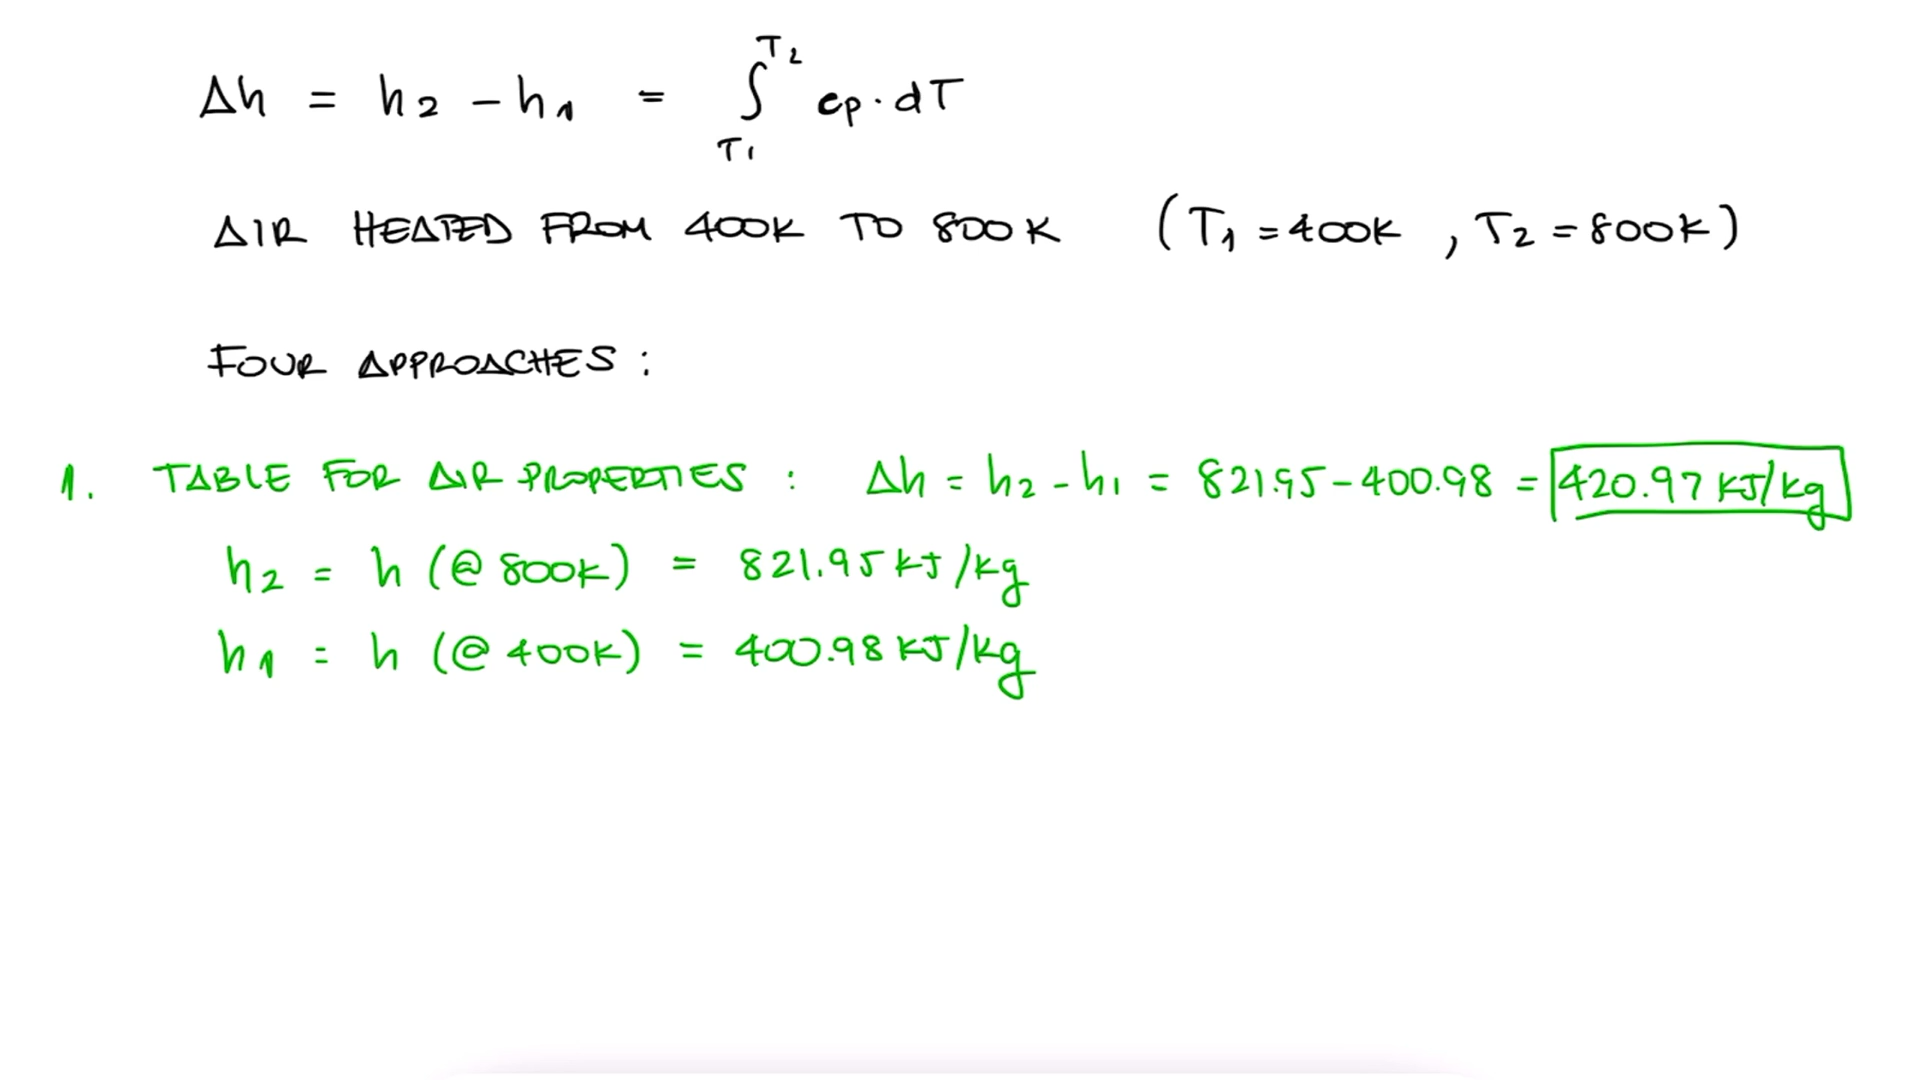 Δh = h₂ - h₁ = ∫_{T₁}^{T₂} cp · dT
AIR HEATED FROM 400K TO 800K (T₁ = 400K , T₂ = 800K)
FOUR APPROACHES :
1. TABLE FOR AIR PROPERTIES : Δh = h₂ - h₁ = 821.95 - 400.98 = 420.97 KJ/kg
h₂ = h (@ 800K) = 821.95 KJ/kg
h₁ = h (@ 400K) = 400.98 KJ/kg